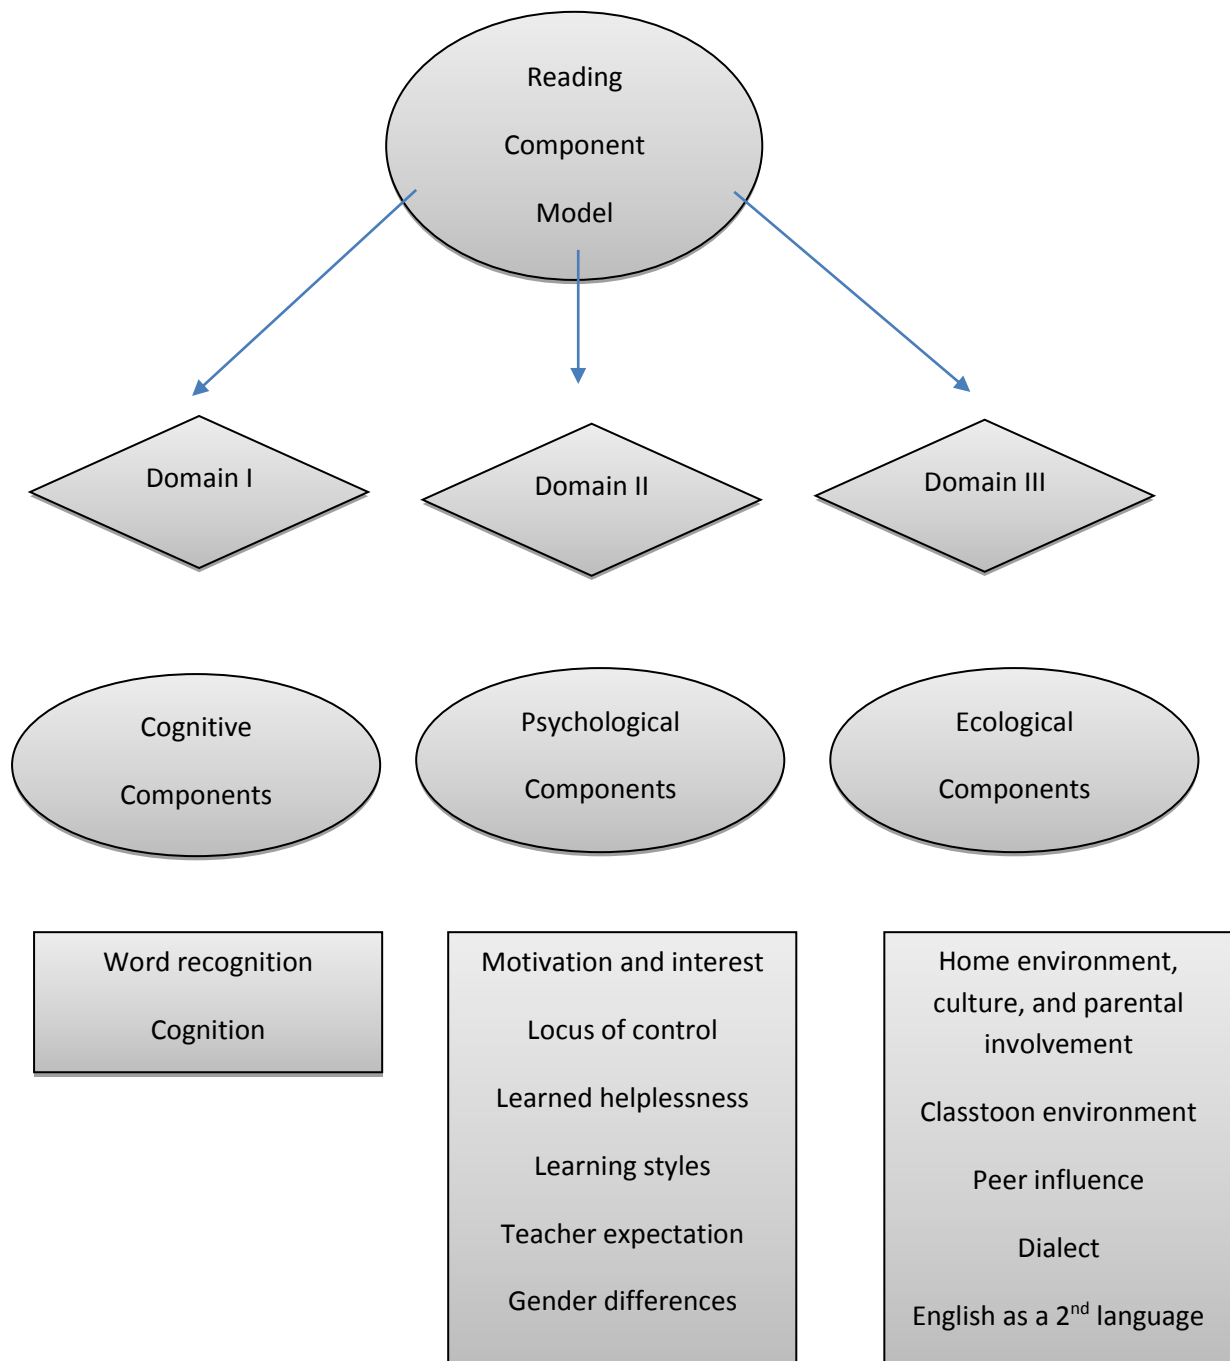 Reading
Component
Model
Domain I
Domain II
Domain III
Cognitive
Components
Psychological
Components
Ecological
Components
Word recognition
Cognition
Motivation and interest
Locus of control
Learned helplessness
Learning styles
Teacher expectation
Gender differences
Home environment,
culture, and parental
involvement
Classtoon environment
Peer influence
Dialect
English as a 2nd language